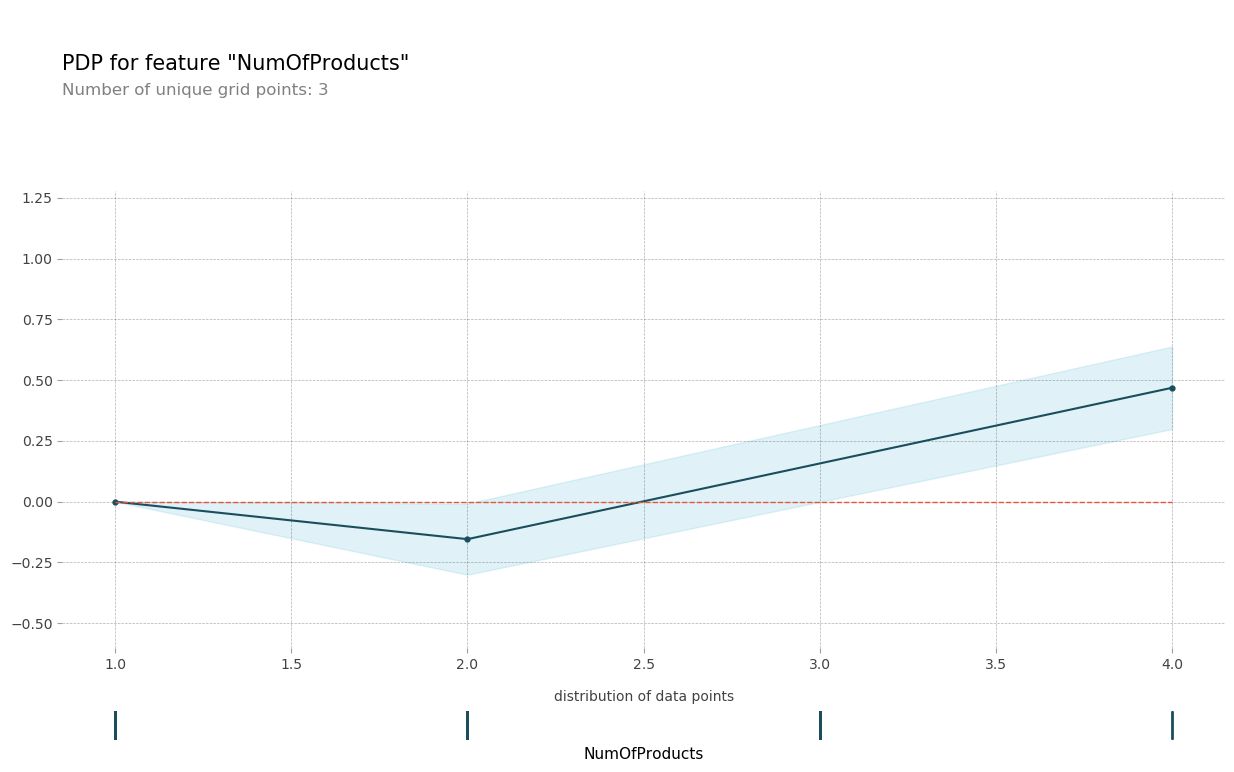 PDP for feature "NumOfProducts"
Number of unique grid points: 3
1.25
1.00
0.75
0.50
0.25
0.00
−0.25
−0.50
1.0 1.5 2.0 2.5 3.0 3.5 4.0
distribution of data points
NumOfProducts